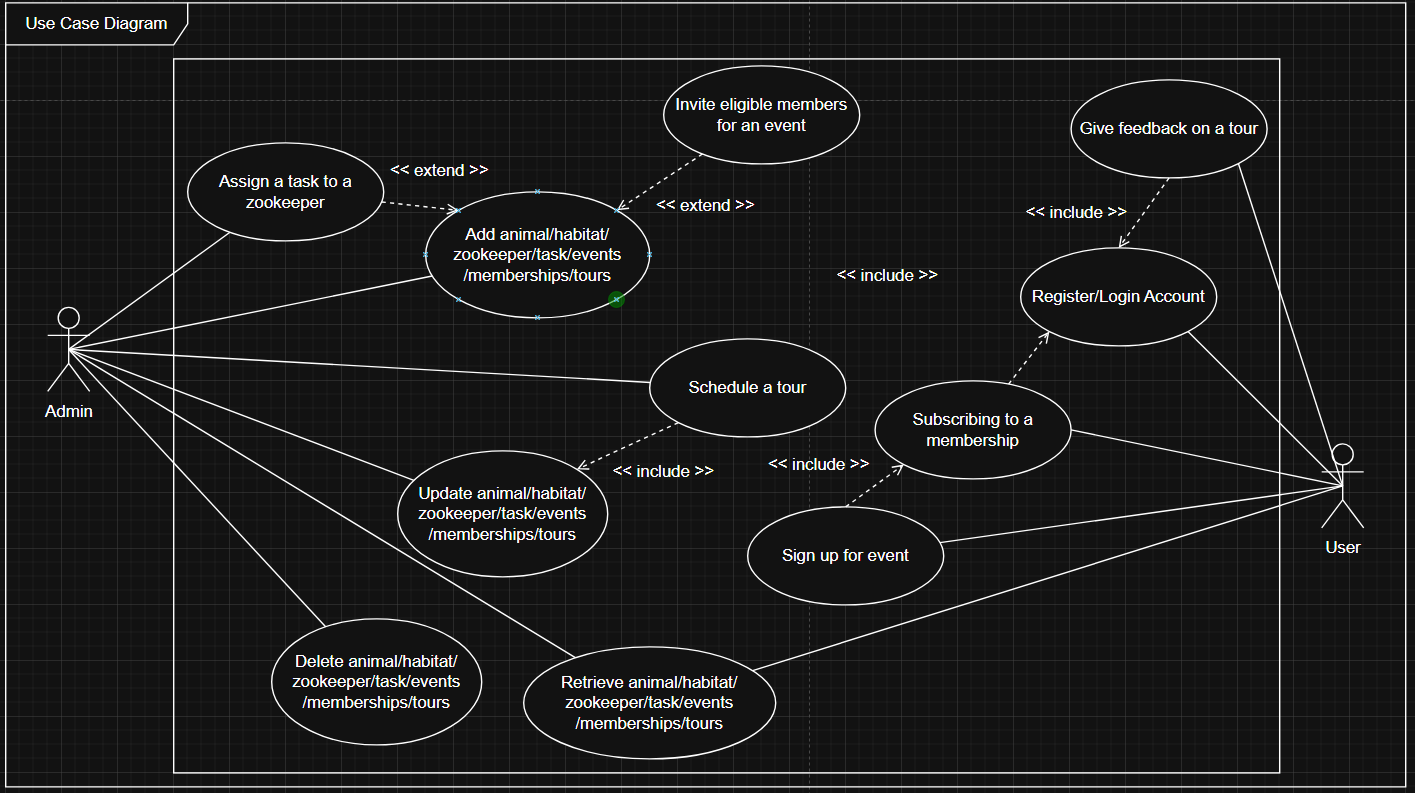 Use Case Diagram
Invite eligible members
for an event
Give feedback on a tour
Assign a task to a
zookeeper
<< extend >>
<< extend >>
<< include >>
Add animal/habitat/
zookeeper/task/events
/memberships/tours
<< include >>
Register/Login Account
Admin
Schedule a tour
Subscribing to a
membership
<< include >>
<< include >>
Update animal/habitat/
zookeeper/task/events
/memberships/tours
Sign up for event
User
Delete animal/habitat/
zookeeper/task/events
/memberships/tours
Retrieve animal/habitat/
zookeeper/task/events
/memberships/tours